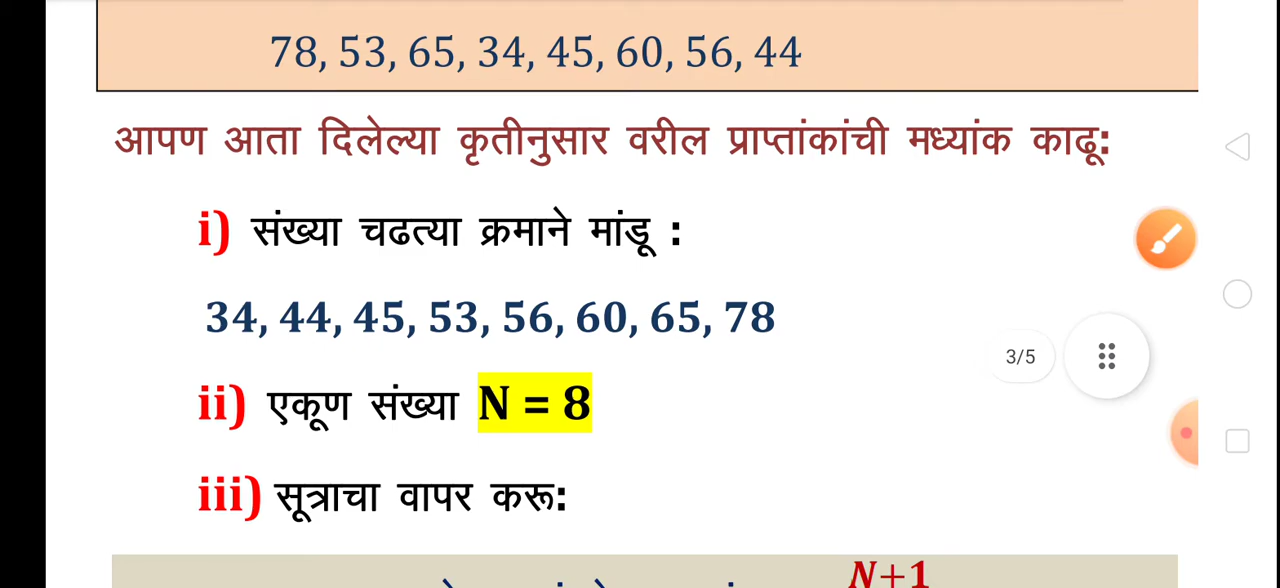 78, 53, 65, 34, 45, 60, 56, 44
आपण आता दिलेल्या कृतीनुसार वरील प्राप्तांकांची मध्यांक काढू:
i) संख्या चढत्या क्रमाने मांडू :
34, 44, 45, 53, 56, 60, 65, 78
3/5
ii) एकूण संख्या N = 8
iii) सूत्राचा वापर करू:
N+1